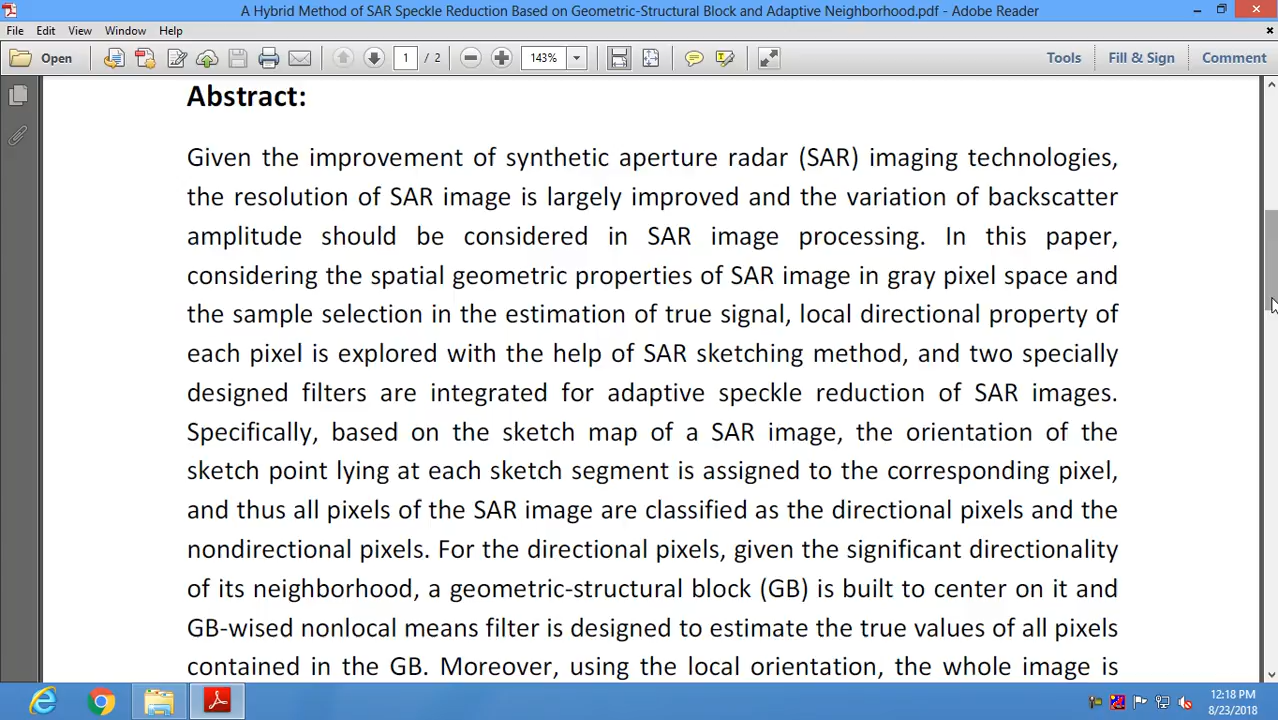 A Hybrid Method of SAR Speckle Reduction Based on Geometric-Structural Block and Adaptive Neighborhood.pdf - Adobe Reader
File Edit View Window Help
Open 1 / 2 143% Tools Fill & Sign Comment
Abstract:
Given the improvement of synthetic aperture radar (SAR) imaging technologies,
the resolution of SAR image is largely improved and the variation of backscatter
amplitude should be considered in SAR image processing. In this paper,
considering the spatial geometric properties of SAR image in gray pixel space and
the sample selection in the estimation of true signal, local directional property of
each pixel is explored with the help of SAR sketching method, and two specially
designed filters are integrated for adaptive speckle reduction of SAR images.
Specifically, based on the sketch map of a SAR image, the orientation of the
sketch point lying at each sketch segment is assigned to the corresponding pixel,
and thus all pixels of the SAR image are classified as the directional pixels and the
nondirectional pixels. For the directional pixels, given the significant directionality
of its neighborhood, a geometric-structural block (GB) is built to center on it and
GB-wised nonlocal means filter is designed to estimate the true values of all pixels
contained in the GB. Moreover, using the local orientation, the whole image is
12:18 PM
8/23/2018